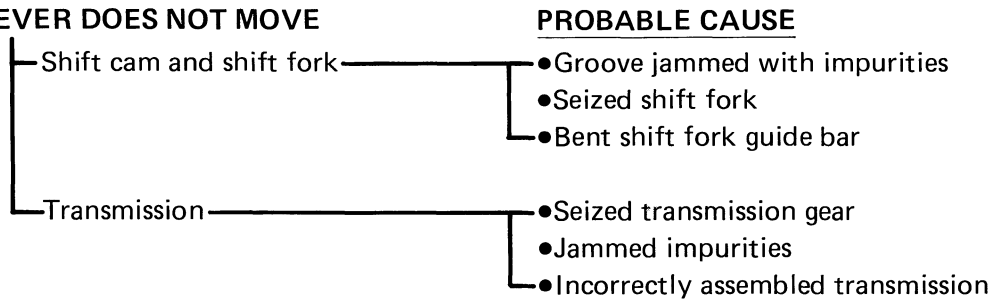 EVER DOES NOT MOVE PROBABLE CAUSE
Shift cam and shift fork •Groove jammed with impurities
•Seized shift fork
•Bent shift fork guide bar
Transmission •Seized transmission gear
•Jammed impurities
•Incorrectly assembled transmission